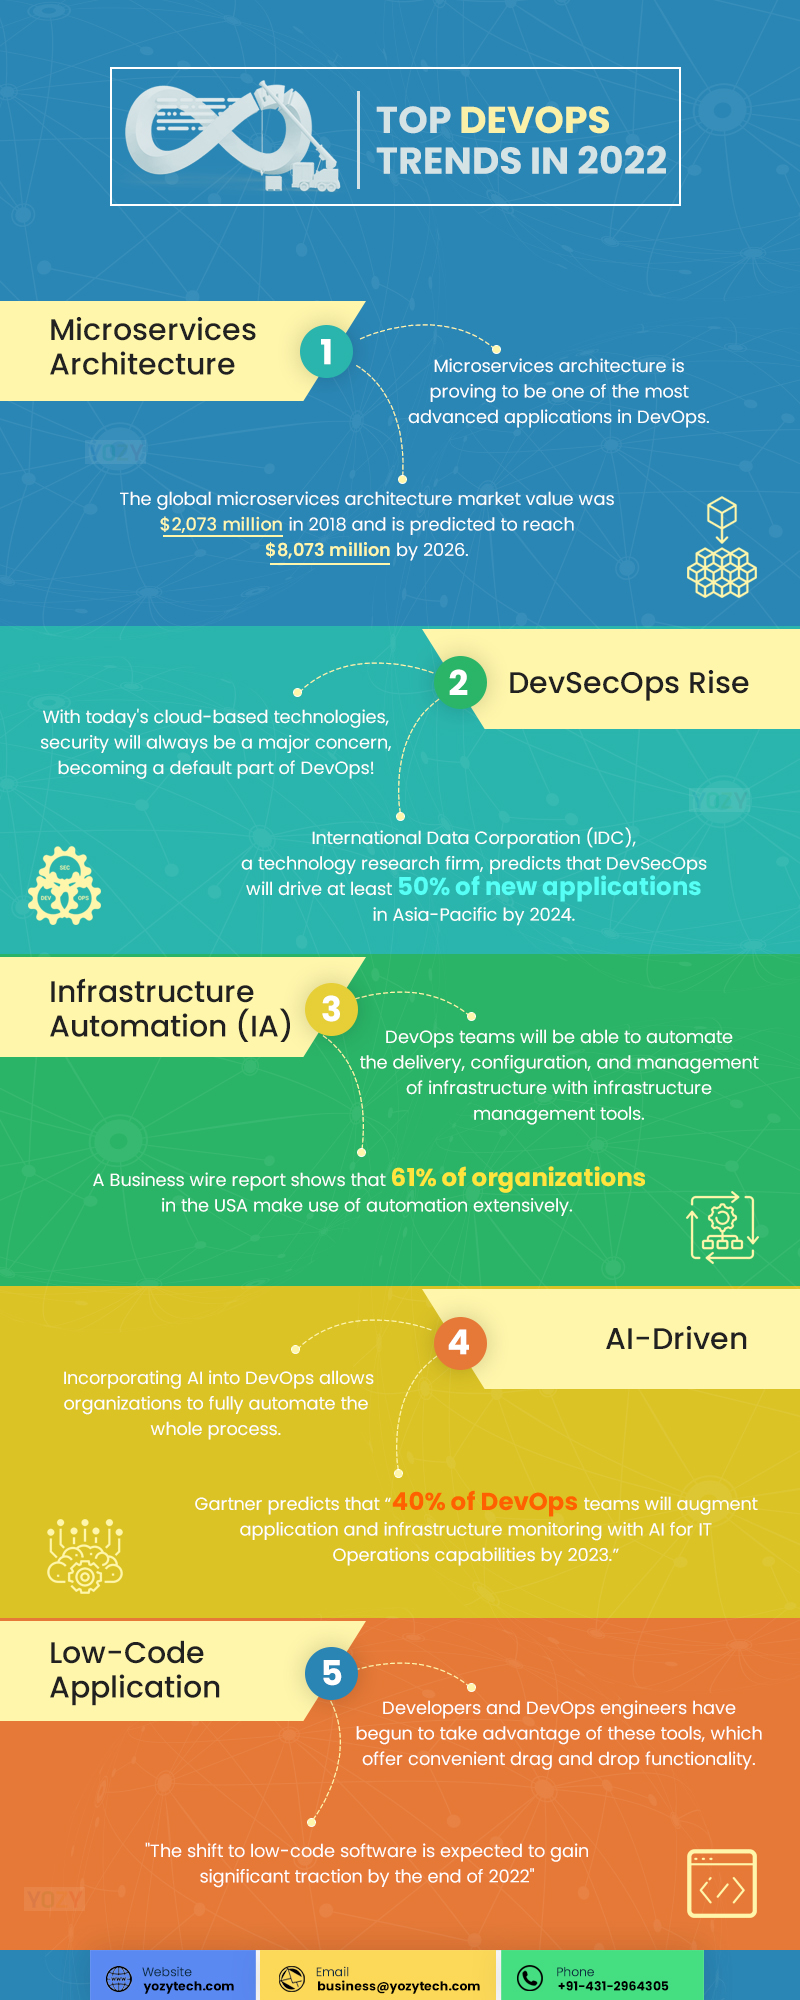 TOP DEVOPS
TRENDS IN 2022
Microservices
Architecture
1
Microservices architecture is
proving to be one of the most
advanced applications in DevOps.
YOZY
The global microservices architecture market value was
$2,073 million in 2018 and is predicted to reach
$8,073 million by 2026.
2
DevSecOps Rise
With today's cloud-based technologies,
security will always be a major concern,
becoming a default part of DevOps!
YOZY
International Data Corporation (IDC),
a technology research firm, predicts that DevSecOps
will drive at least 50% of new applications
in Asia-Pacific by 2024.
SEC
DEV
OPS
Infrastructure
Automation (IA)
3
DevOps teams will be able to automate
the delivery, configuration, and management
of infrastructure with infrastructure
management tools.
A Business wire report shows that 61% of organizations
in the USA make use of automation extensively.
4
AI-Driven
Incorporating AI into DevOps allows
organizations to fully automate the
whole process.
Gartner predicts that “40% of DevOps teams will augment
application and infrastructure monitoring with AI for IT
Operations capabilities by 2023.”
Low-Code
Application
5
Developers and DevOps engineers have
begun to take advantage of these tools, which
offer convenient drag and drop functionality.
"The shift to low-code software is expected to gain
significant traction by the end of 2022"
YOZY
</>
www
Website
yozytech.com
Email
business@yozytech.com
Phone
+91-431-2964305